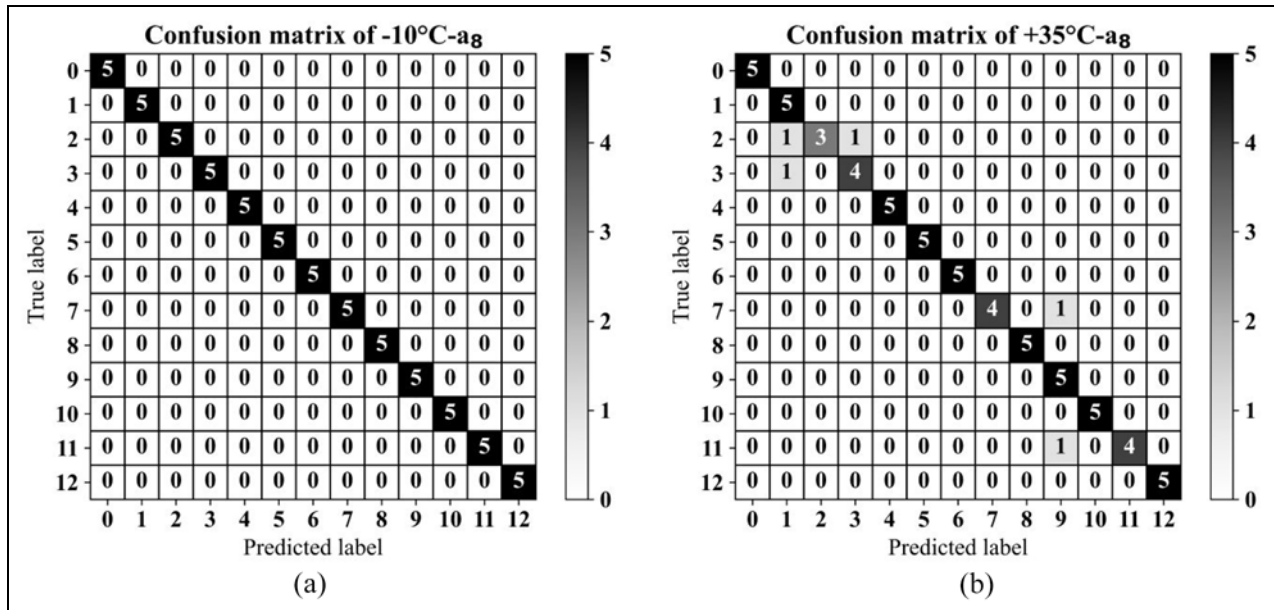 Confusion matrix of -10°C-a₈
0 5 0 0 0 0 0 0 0 0 0 0 0 0
1 0 5 0 0 0 0 0 0 0 0 0 0 0
2 0 0 5 0 0 0 0 0 0 0 0 0 0
3 0 0 0 5 0 0 0 0 0 0 0 0 0
4 0 0 0 0 5 0 0 0 0 0 0 0 0
5 0 0 0 0 0 5 0 0 0 0 0 0 0
6 0 0 0 0 0 0 5 0 0 0 0 0 0
7 0 0 0 0 0 0 0 5 0 0 0 0 0
8 0 0 0 0 0 0 0 0 5 0 0 0 0
9 0 0 0 0 0 0 0 0 0 5 0 0 0
10 0 0 0 0 0 0 0 0 0 0 5 0 0
11 0 0 0 0 0 0 0 0 0 0 0 5 0
12 0 0 0 0 0 0 0 0 0 0 0 0 5
0 1 2 3 4 5 6 7 8 9 10 11 12
True label
Predicted label
5
4
3
2
1
0
(a)
Confusion matrix of +35°C-a₈
0 5 0 0 0 0 0 0 0 0 0 0 0 0
1 0 5 0 0 0 0 0 0 0 0 0 0 0
2 0 1 3 1 0 0 0 0 0 0 0 0 0
3 0 1 0 4 0 0 0 0 0 0 0 0 0
4 0 0 0 0 5 0 0 0 0 0 0 0 0
5 0 0 0 0 0 5 0 0 0 0 0 0 0
6 0 0 0 0 0 0 5 0 0 0 0 0 0
7 0 0 0 0 0 0 0 4 0 1 0 0 0
8 0 0 0 0 0 0 0 0 5 0 0 0 0
9 0 0 0 0 0 0 0 0 0 5 0 0 0
10 0 0 0 0 0 0 0 0 0 0 5 0 0
11 0 0 0 0 0 0 0 0 0 1 0 4 0
12 0 0 0 0 0 0 0 0 0 0 0 0 5
0 1 2 3 4 5 6 7 8 9 10 11 12
True label
Predicted label
5
4
3
2
1
0
(b)